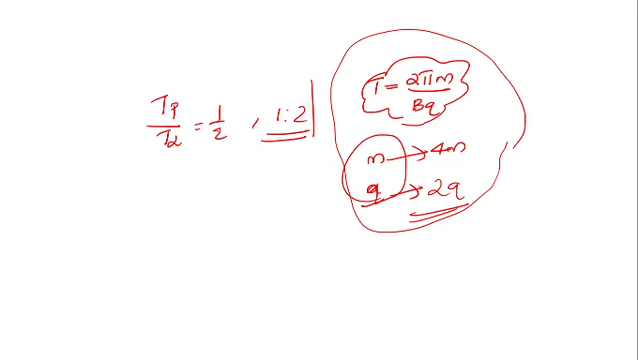 Tp/Tα = 1/2 , 1:2
T = 2πm/Bq
m → 4m
q → 2q